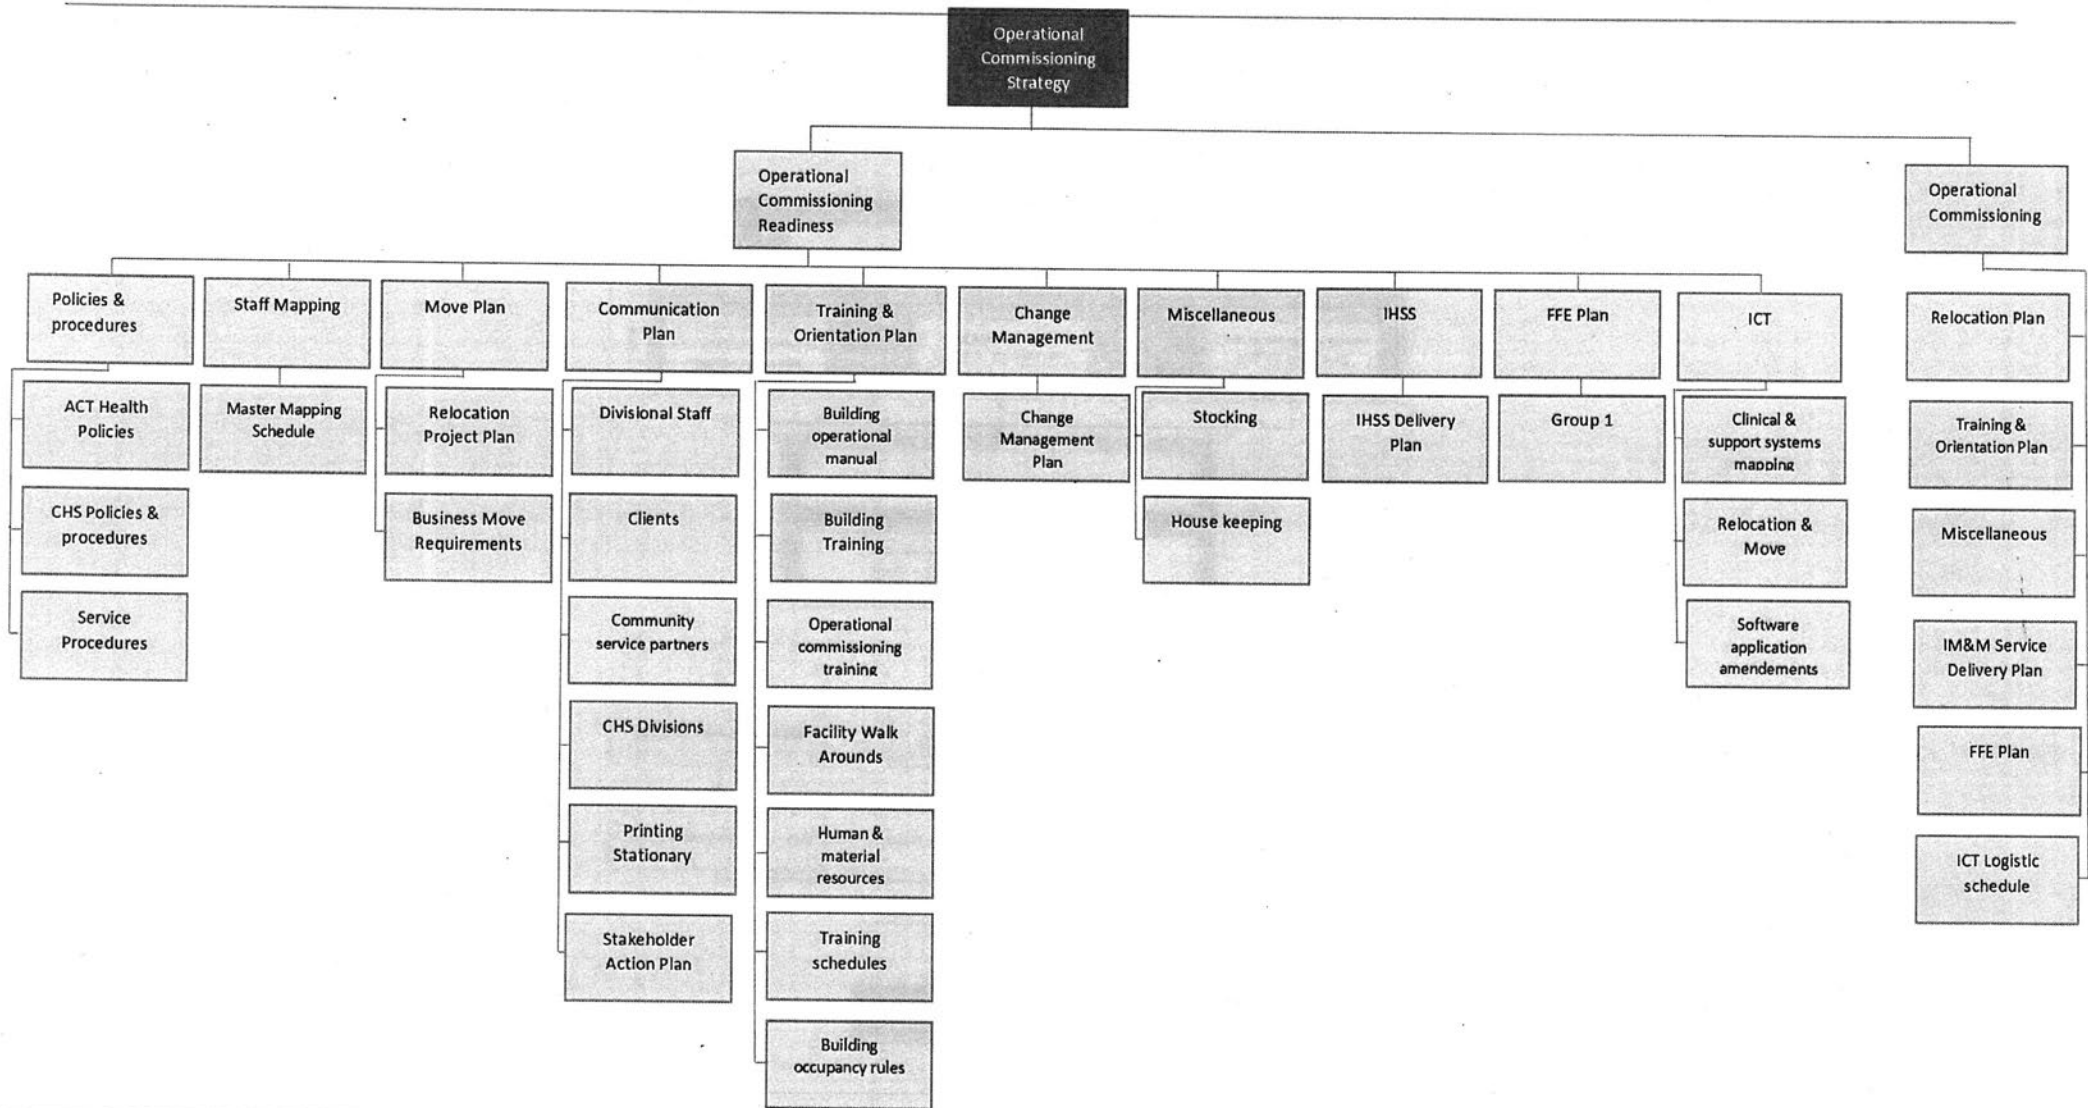 Operational
Commissioning
Strategy
Operational
Commissioning
Readiness
Operational
Commissioning
Policies &
procedures
Staff Mapping
Move Plan
Communication
Plan
Training &
Orientation Plan
Change
Management
Miscellaneous
IHSS
FFE Plan
ICT
Relocation Plan
ACT Health
Policies
CHS Policies &
procedures
Service
Procedures
Master Mapping
Schedule
Relocation
Project Plan
Business Move
Requirements
Divisional Staff
Clients
Community
service partners
CHS Divisions
Printing
Stationary
Stakeholder
Action Plan
Building
operational
manual
Building
Training
Operational
commissioning
training
Facility Walk
Arounds
Human &
material
resources
Training
schedules
Building
occupancy rules
Change
Management
Plan
Stocking
House keeping
IHSS Delivery
Plan
Group 1
Clinical &
support systems
mapping
Relocation &
Move
Software
application
amendements
Training &
Orientation Plan
Miscellaneous
IM&M Service
Delivery Plan
FFE Plan
ICT Logistic
schedule